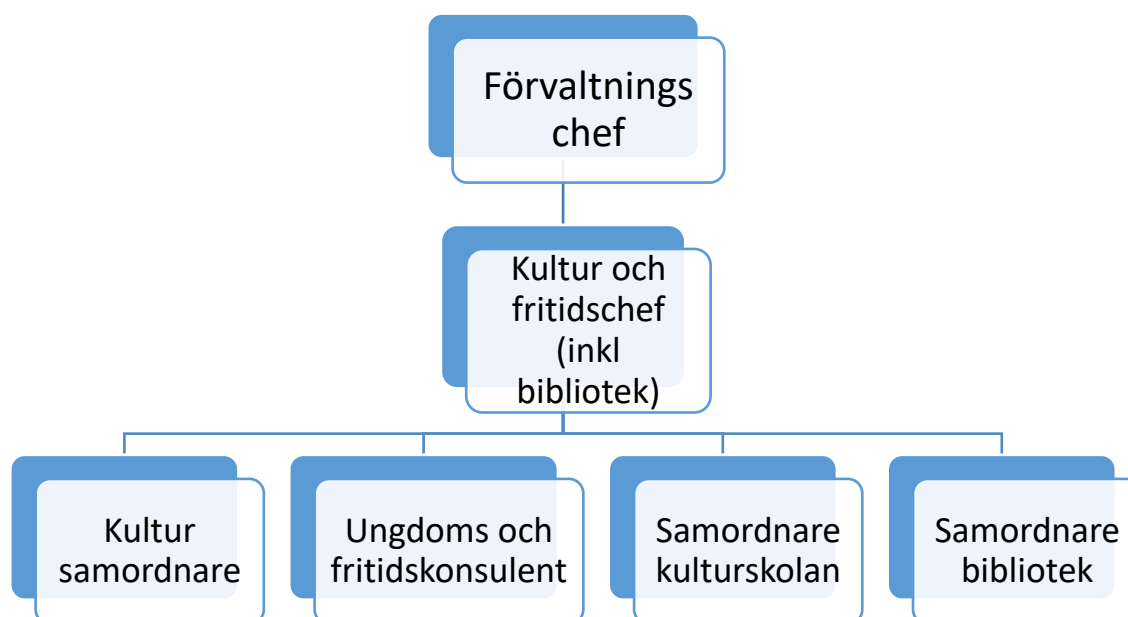 Förvaltnings
chef
Kultur och
fritidschef
(inkl
bibliotek)
Kultur
samordnare
Ungdoms och
fritidskonsulent
Samordnare
kulturskolan
Samordnare
bibliotek